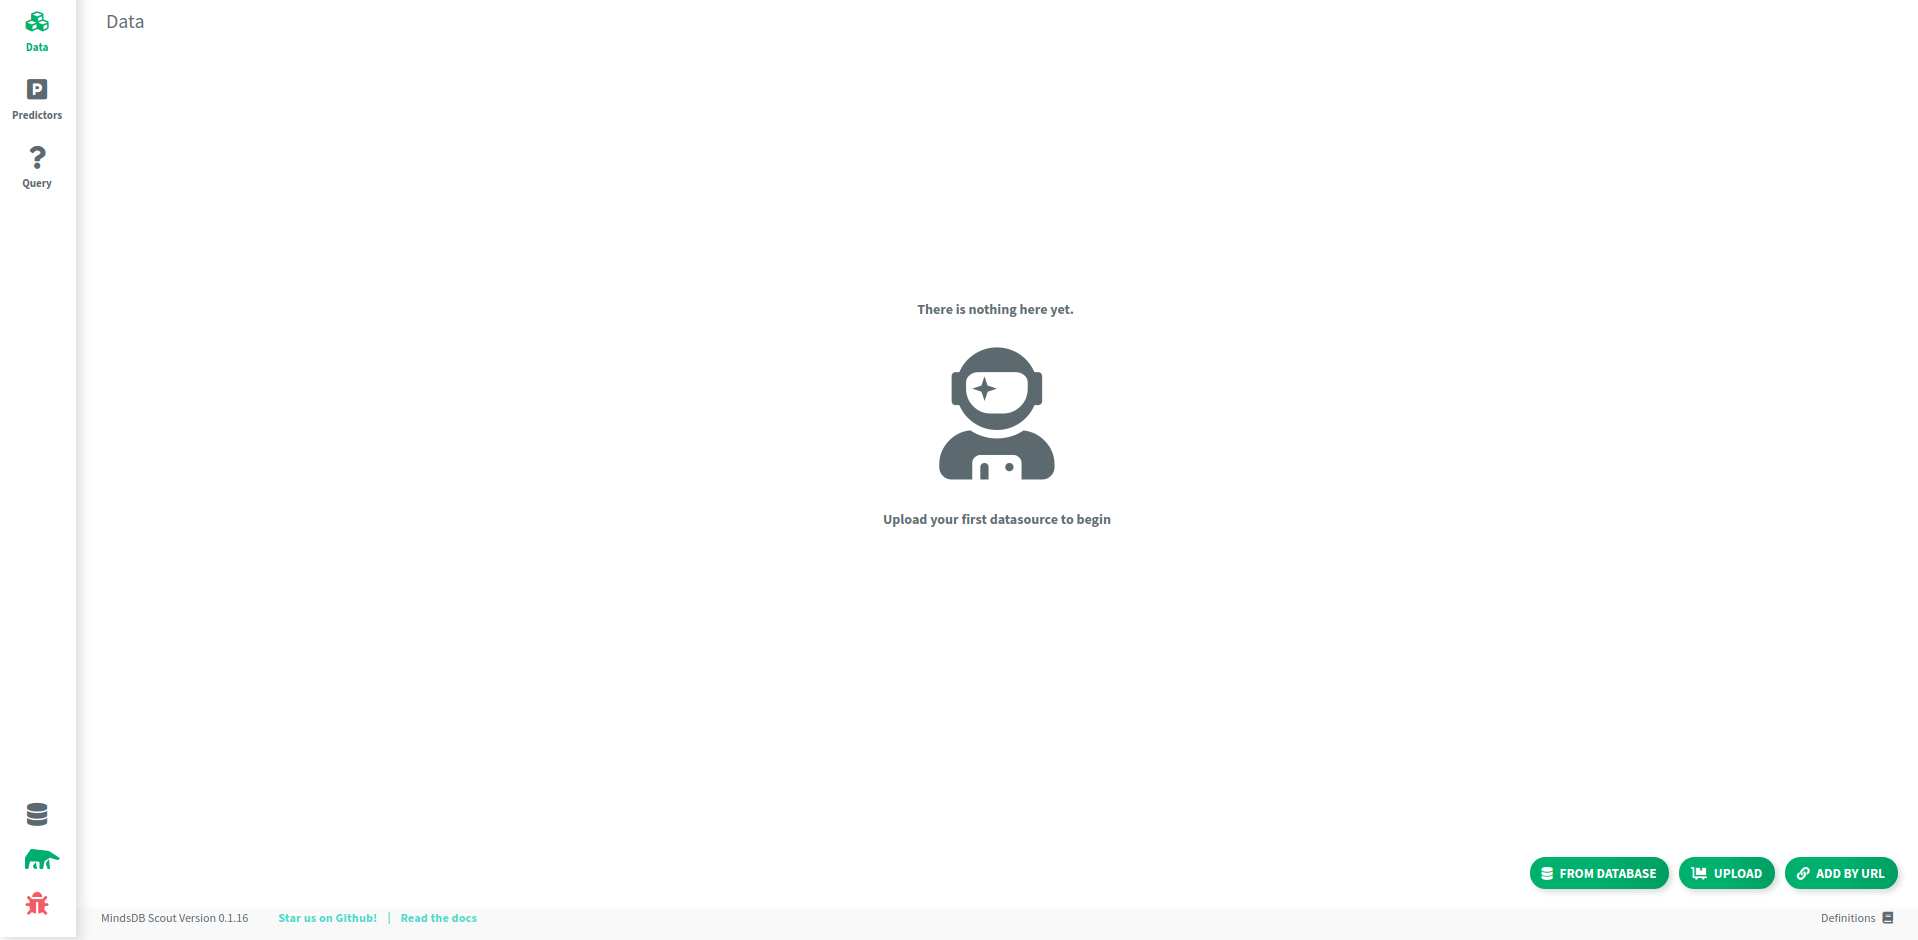 Data
Data
P
Predictors
?
Query
There is nothing here yet.
Upload your first datasource to begin
FROM DATABASE
UPLOAD
ADD BY URL
MindsDB Scout Version 0.1.16
Star us on Github! | Read the docs
Definitions